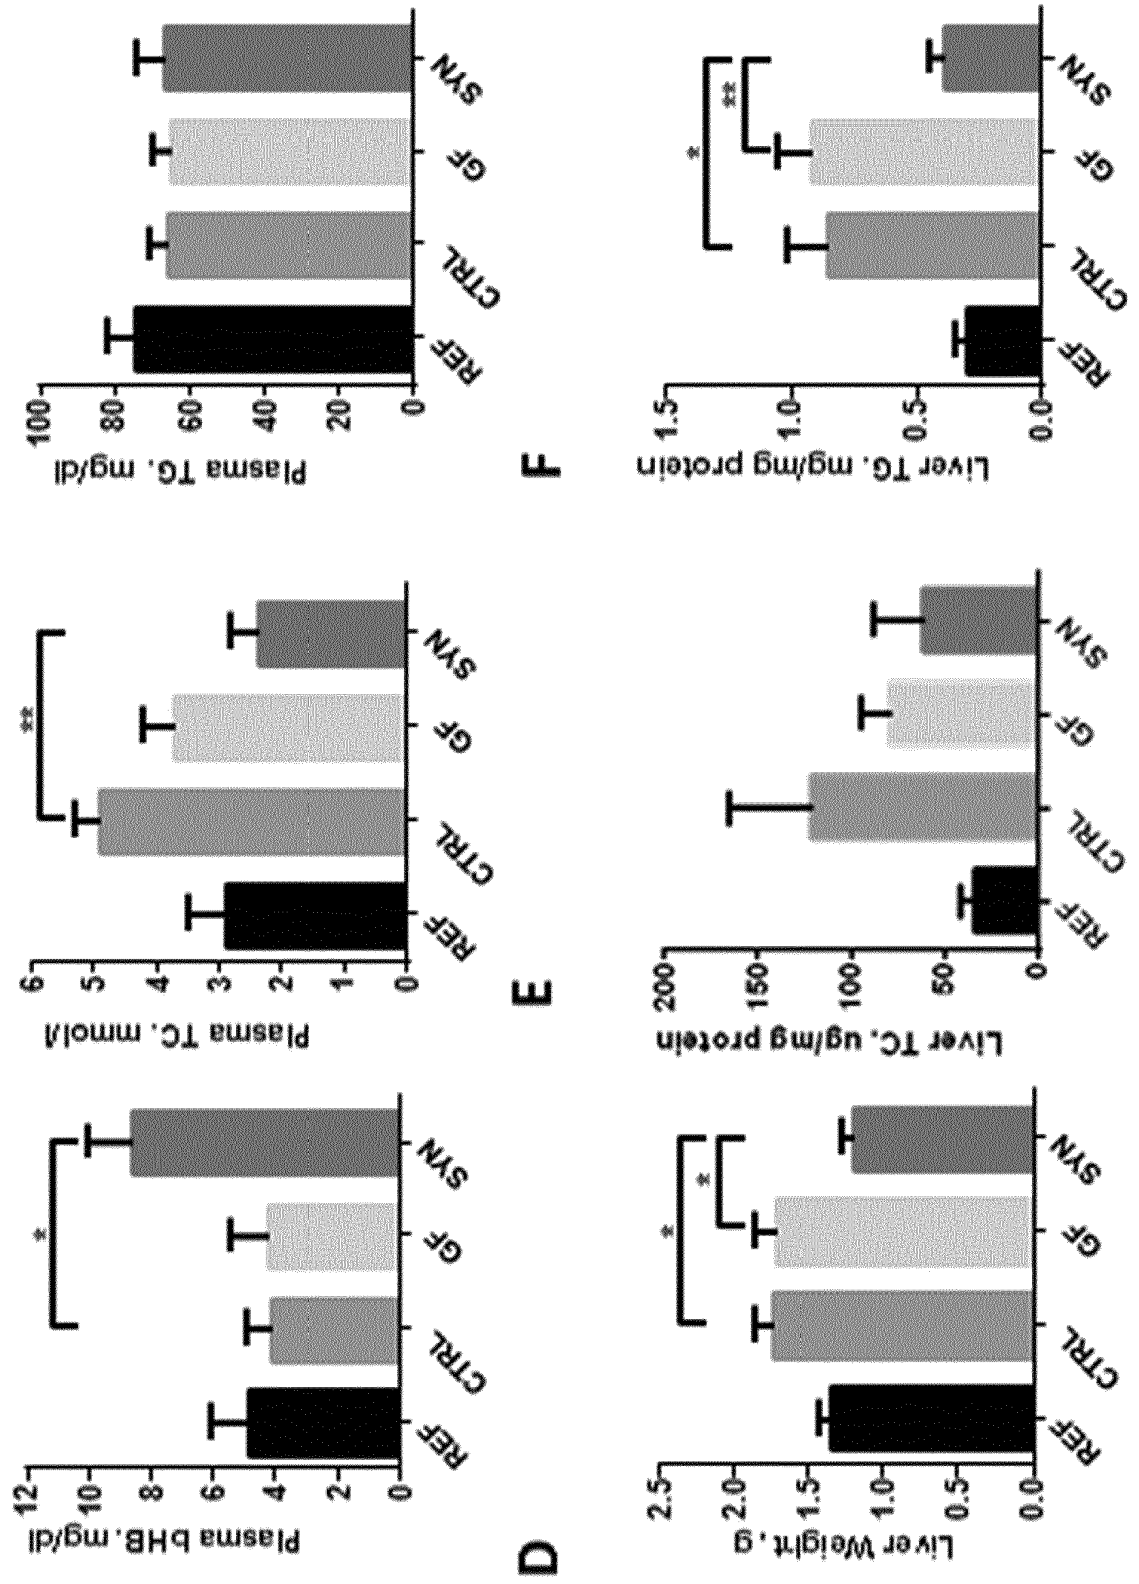 Plasma bHB. mg/dl
12
10
8
6
4
2
0
*
REF
CTRL
GF
SYN
Plasma TC. mmol/l
6
5
4
3
2
1
0
**
REF
CTRL
GF
SYN
Plasma TG. mg/dl
100
80
60
40
20
0
REF
CTRL
GF
SYN
D
Liver Weight, g
2.5
2.0
1.5
1.0
0.5
0.0
*
*
REF
CTRL
GF
SYN
E
Liver TC, ug/mg protein
200
150
100
50
0
REF
CTRL
GF
SYN
F
Liver TG. mg/mg protein
1.5
1.0
0.5
0.0
*
**
REF
CTRL
GF
SYN